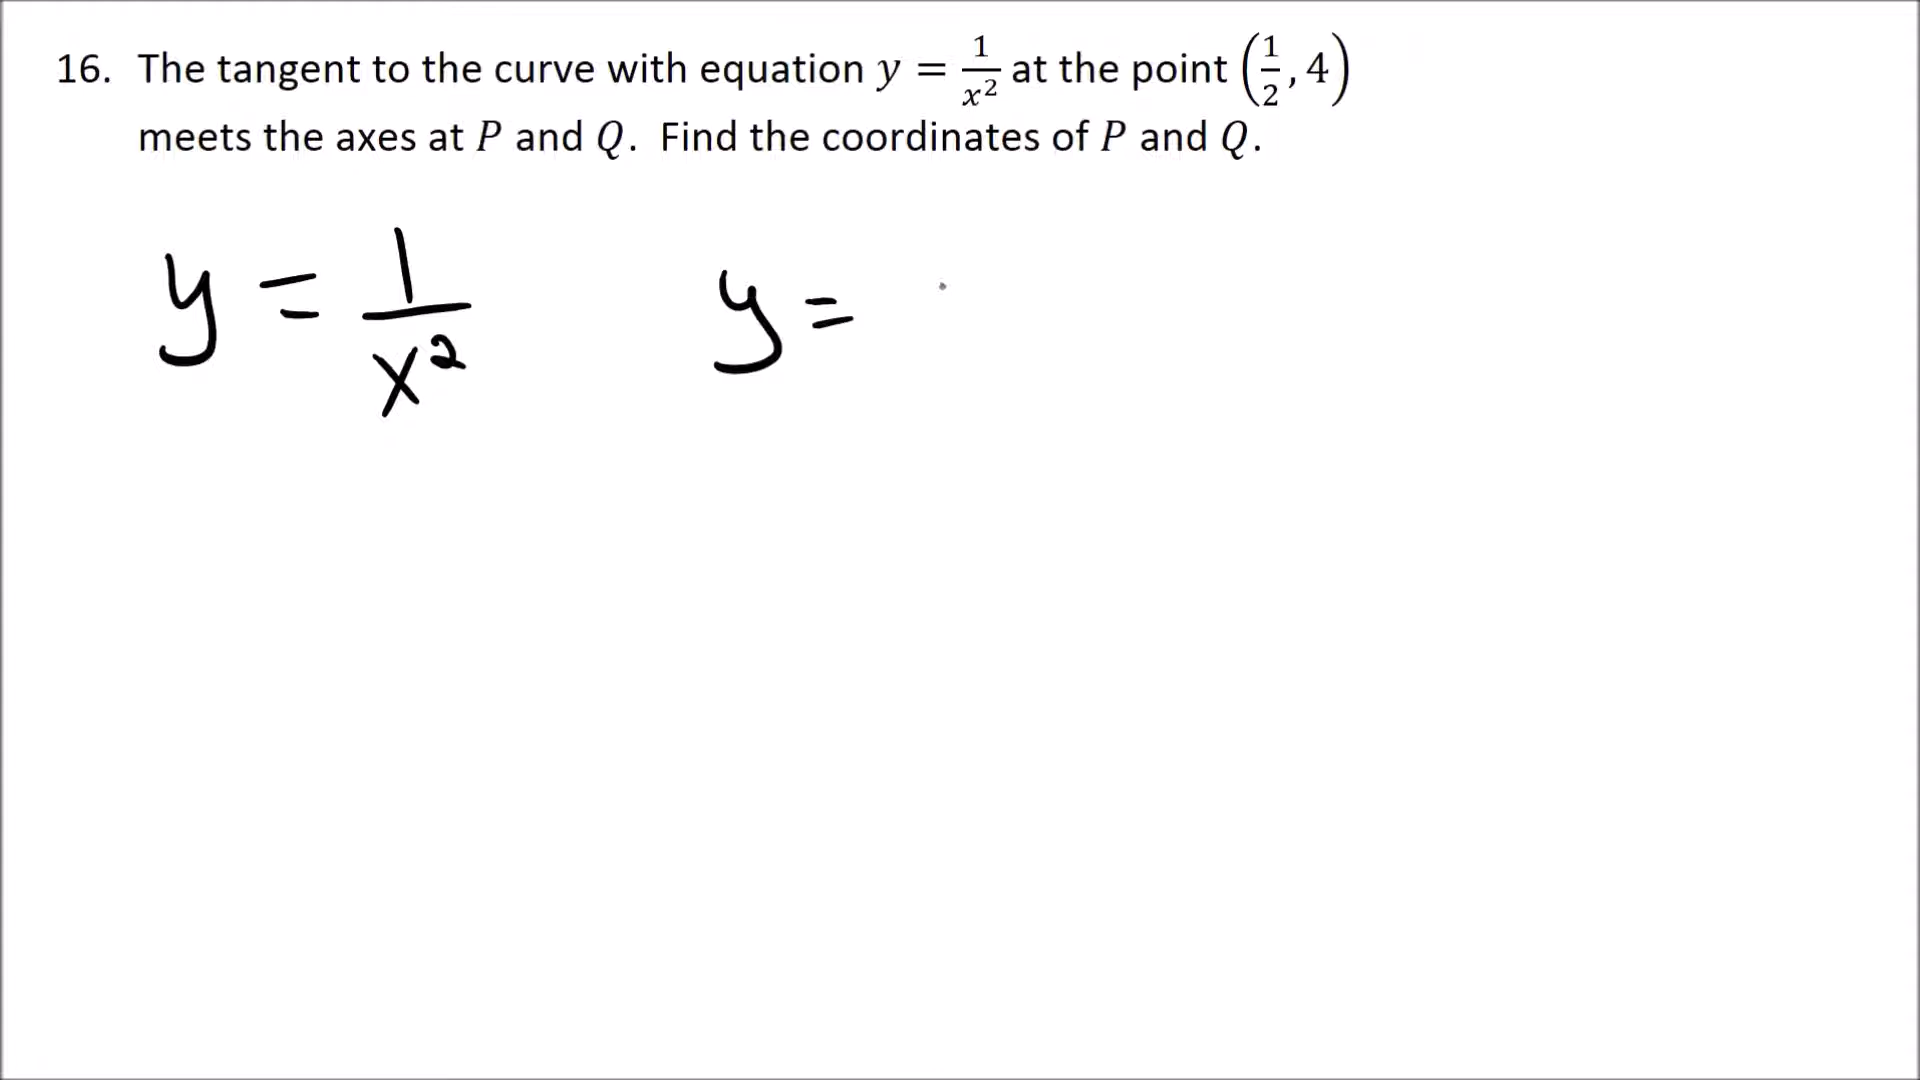 16. The tangent to the curve with equation y = 1/x² at the point (1/2, 4)
meets the axes at P and Q. Find the coordinates of P and Q.
y = 1/x² y =